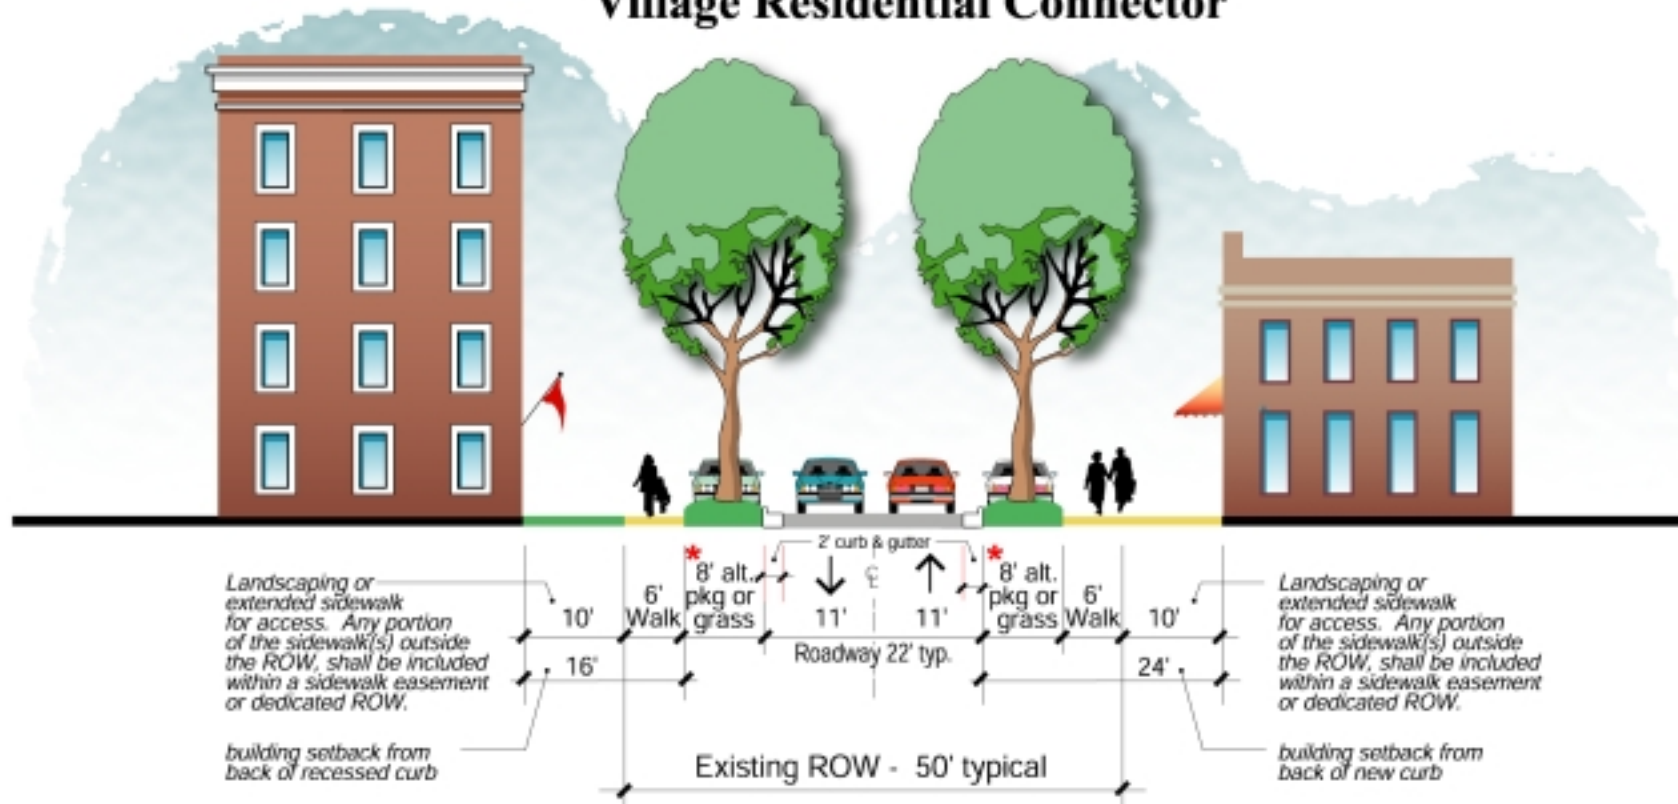 Village Residential Connector
2' curb & gutter
*
8' alt.
pkg or
grass
*
8' alt.
pkg or
grass
6'
Walk
6'
Walk
10'
11'
℄
11'
10'
Roadway 22' typ.
16'
24'
Landscaping or
extended sidewalk
for access. Any portion
of the sidewalk(s) outside
the ROW, shall be included
within a sidewalk easement
or dedicated ROW.
building setback from
back of recessed curb
Landscaping or
extended sidewalk
for access. Any portion
of the sidewalk(s) outside
the ROW, shall be included
within a sidewalk easement
or dedicated ROW.
building setback from
back of new curb
Existing ROW - 50' typical